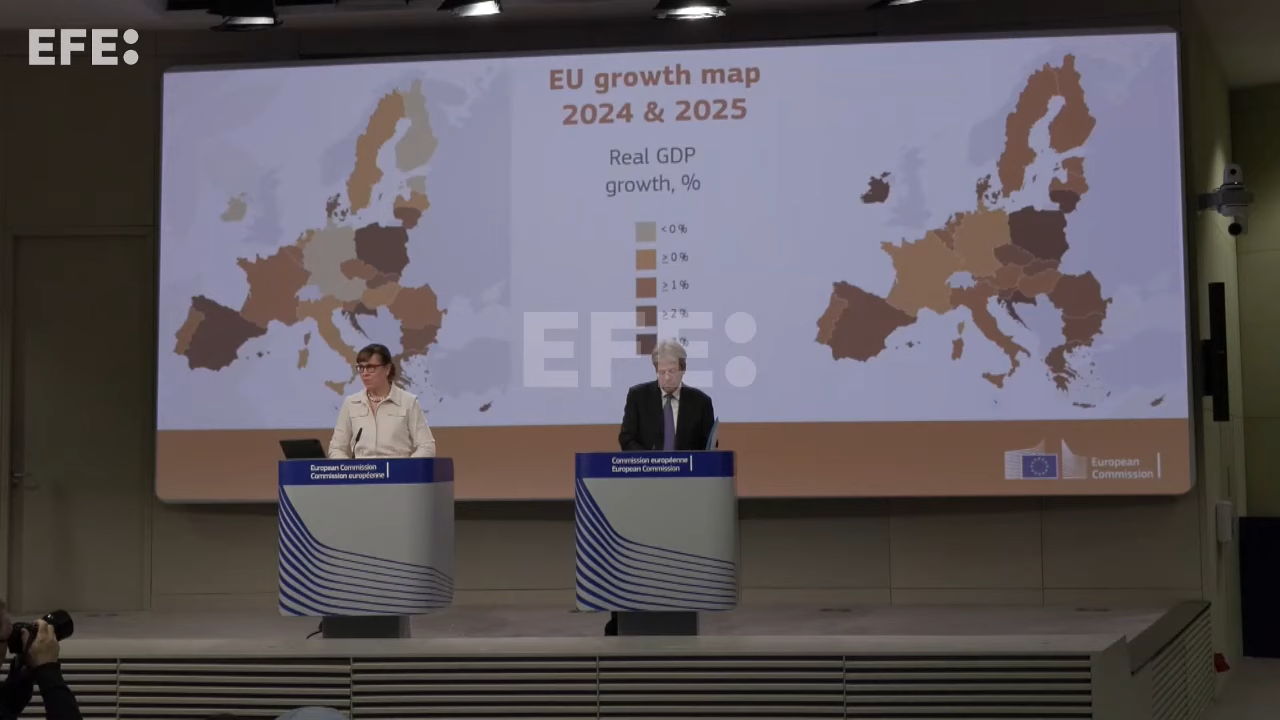 EFE:
EU growth map
2024 & 2025
Real GDP
growth, %
< 0 %
≥ 0 %
≥ 1 %
≥ 2 %
EFE:
European Commission
Commission européenne
Commission européenne
European Commission
European
Commission